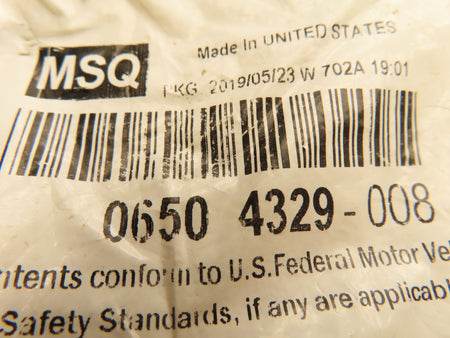 MSQ
Made In UNITED STATES
PKG 2019/05/23 W 702A 19:01
0650 4329-008
ntents conform to U.S.Federal Motor Veh
Safety Standards, if any are applicabl